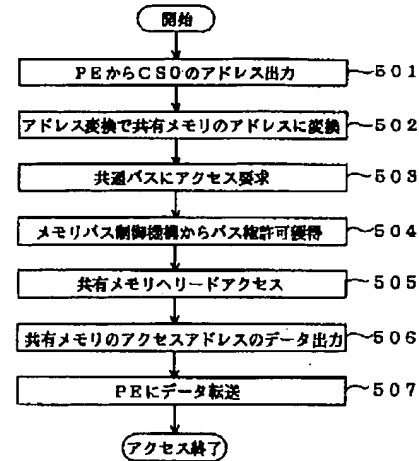 開始
PEからCS0のアドレス出力 501
アドレス変換で共有メモリのアドレスに変換 502
共通バスにアクセス要求 503
メモリバス制御機構からバス権許可獲得 504
共有メモリへリードアクセス 505
共有メモリのアクセスアドレスのデータ出力 506
PEにデータ転送 507
アクセス終了